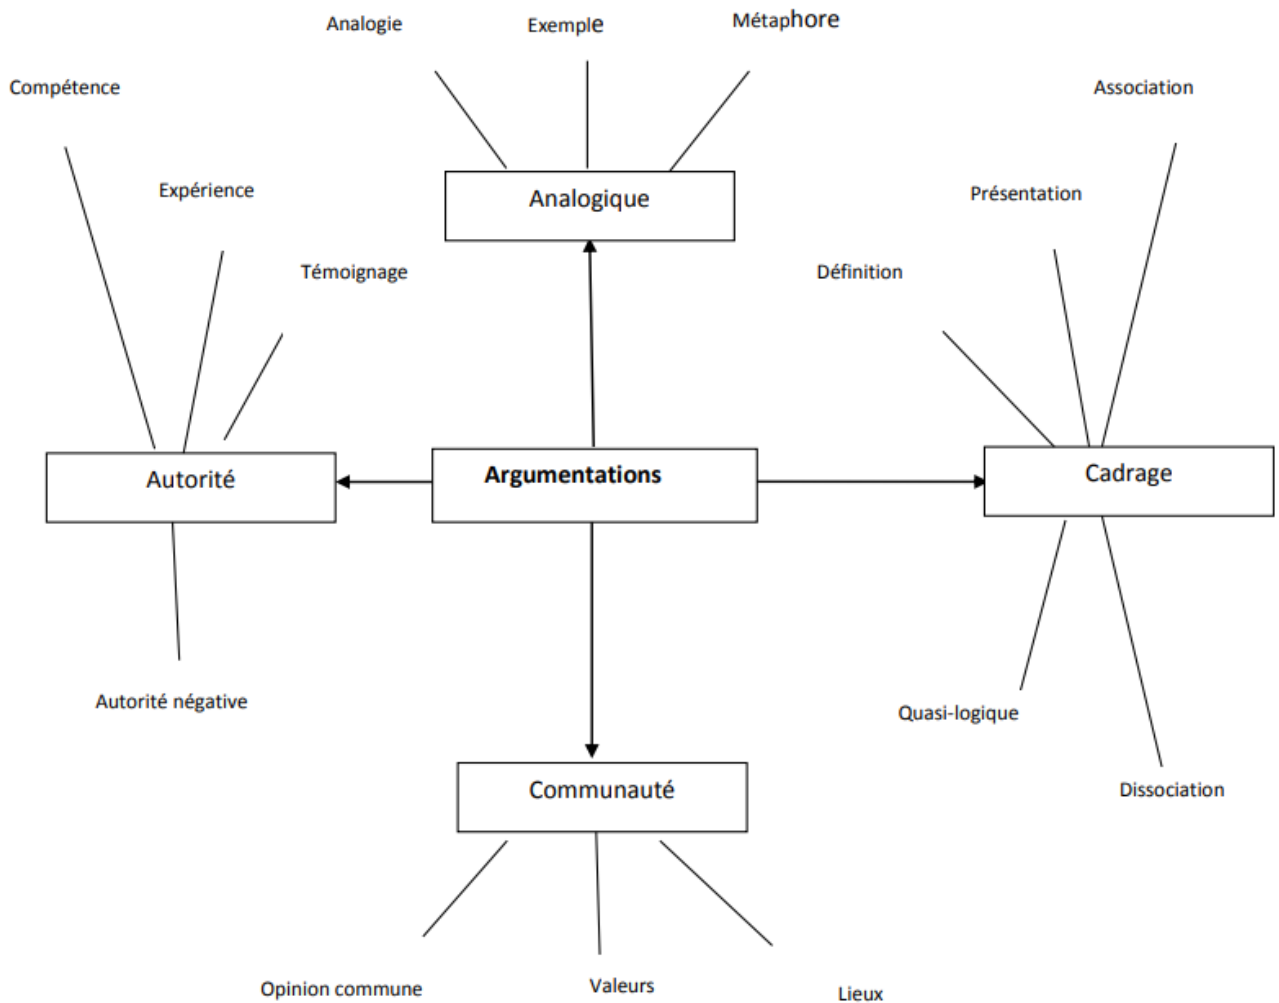 Analogie
Exemple
Métaphore
Compétence
Association
Expérience
Analogique
Présentation
Témoignage
Définition
Autorité
Argumentations
Cadrage
Autorité négative
Quasi-logique
Communauté
Dissociation
Opinion commune
Valeurs
Lieux